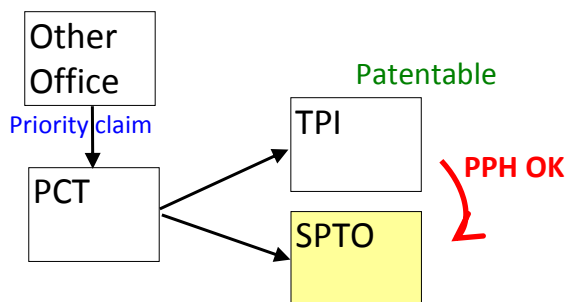 Other
Office
Patentable
Priority claim
TPI
PPH OK
PCT
SPTO